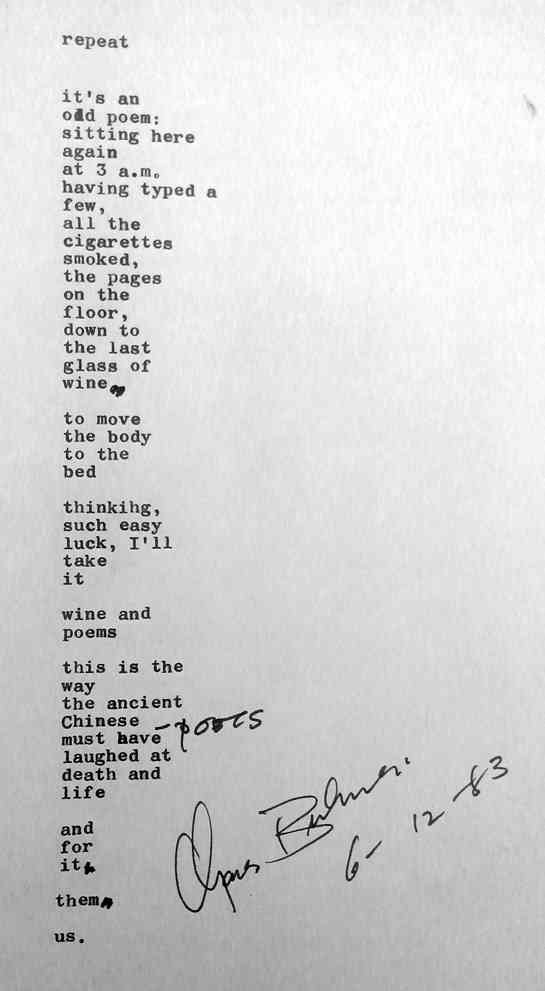 repeat
it's an
odd poem:
sitting here
again
at 3 a.m.
having typed a
few,
all the
cigarettes
smoked,
the pages
on the
floor,
down to
the last
glass of
wine,
to move
the body
to the
bed
thinkihg,
such easy
luck, I'll
take
it
wine and
poems
this is the
way
the ancient
Chinese - poets
must have
laughed at
death and
life
and
for
it,
them,
us.
6-12-83